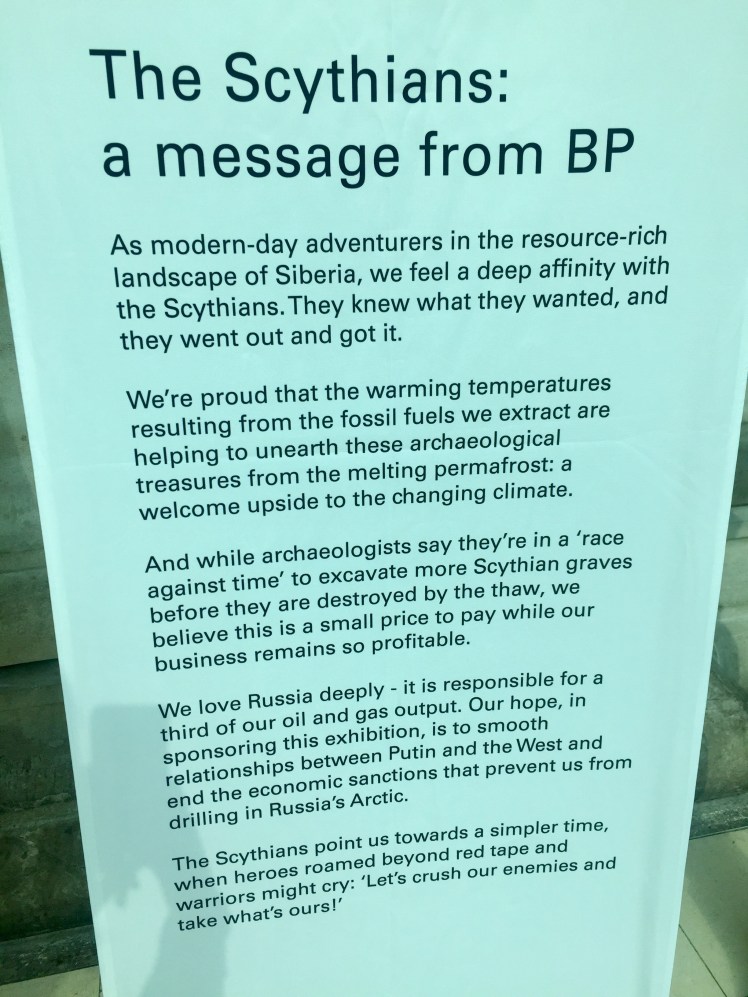 The Scythians:
a message from BP
As modern-day adventurers in the resource-rich
landscape of Siberia, we feel a deep affinity with
the Scythians. They knew what they wanted, and
they went out and got it.
We're proud that the warming temperatures
resulting from the fossil fuels we extract are
helping to unearth these archaeological
treasures from the melting permafrost: a
welcome upside to the changing climate.
And while archaeologists say they're in a 'race
against time' to excavate more Scythian graves
before they are destroyed by the thaw, we
believe this is a small price to pay while our
business remains so profitable.
We love Russia deeply - it is responsible for a
third of our oil and gas output. Our hope, in
sponsoring this exhibition, is to smooth
relationships between Putin and the West and
end the economic sanctions that prevent us from
drilling in Russia's Arctic.
The Scythians point us towards a simpler time,
when heroes roamed beyond red tape and
warriors might cry: 'Let's crush our enemies and
take what's ours!'